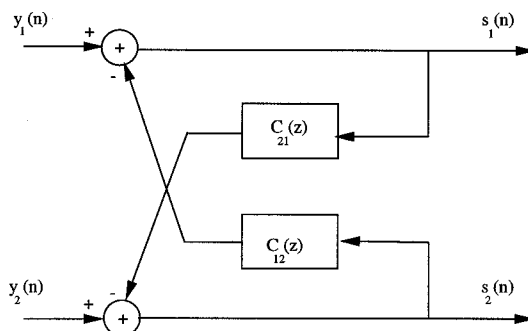 y1(n) + + - s1(n)
C21(z)
C12(z)
y2(n) + + - s2(n)